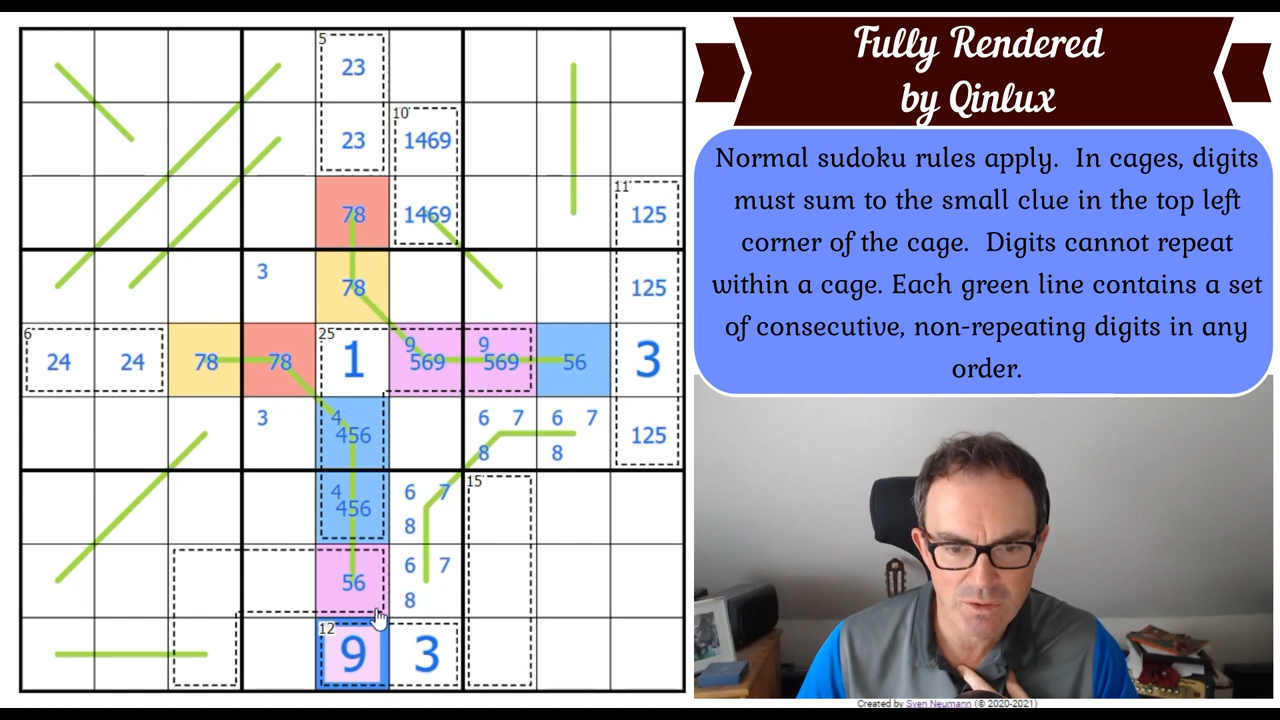 Fully Rendered
by Qinlux
Normal sudoku rules apply. In cages, digits
must sum to the small clue in the top left
corner of the cage. Digits cannot repeat
within a cage. Each green line contains a set
of consecutive, non-repeating digits in any
order.
5
23
23 10 1469
78 1469 11 125
3 78 125
6 24 24 78 78 25 1 9 569 9 569 56 3
3 4 456 6 7 8 6 7 8 125
4 456 6 7 8 15
56 6 7 8
12 9 3
Created by Sven Neumann (© 2020-2021)